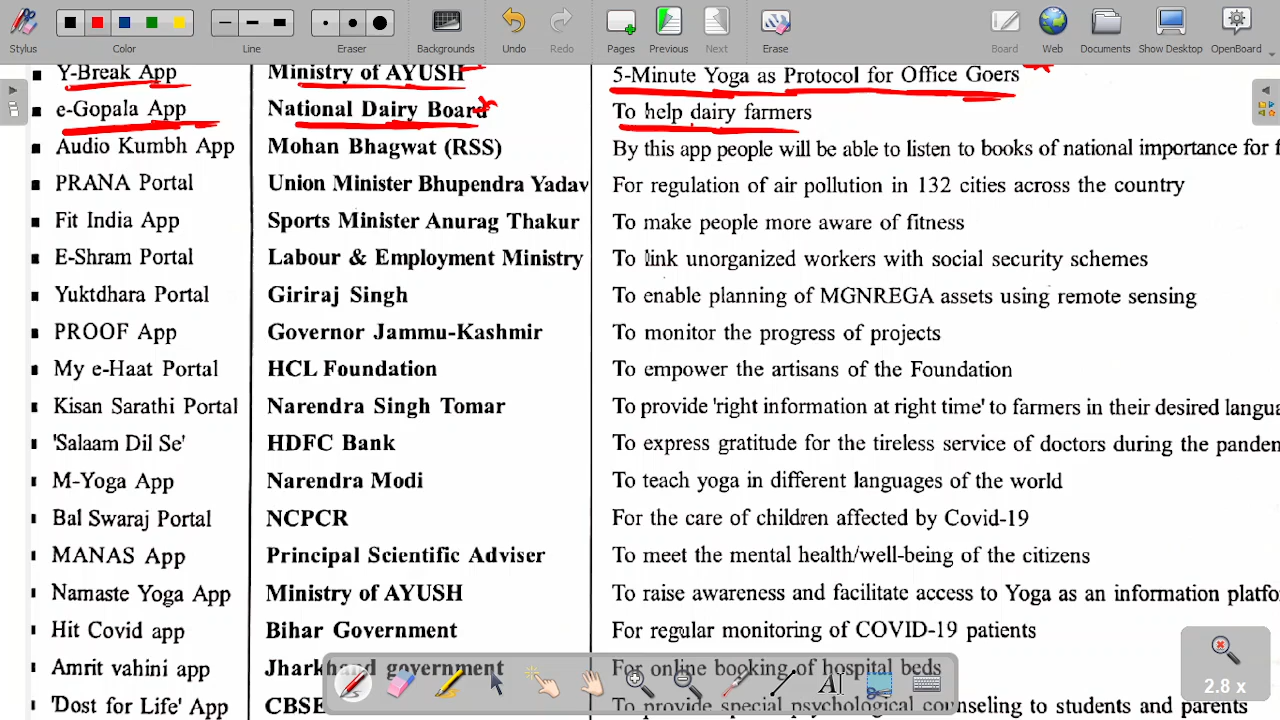 Stylus Color Line Eraser Backgrounds Undo Redo Pages Previous Next Erase Board Web Documents Show Desktop OpenBoard
Y-Break App Ministry of AYUSH 5-Minute Yoga as Protocol for Office Goers
e-Gopala App National Dairy Board To help dairy farmers
Audio Kumbh App Mohan Bhagwat (RSS) By this app people will be able to listen to books of national importance for f
PRANA Portal Union Minister Bhupendra Yadav For regulation of air pollution in 132 cities across the country
Fit India App Sports Minister Anurag Thakur To make people more aware of fitness
E-Shram Portal Labour & Employment Ministry To link unorganized workers with social security schemes
Yuktdhara Portal Giriraj Singh To enable planning of MGNREGA assets using remote sensing
PROOF App Governor Jammu-Kashmir To monitor the progress of projects
My e-Haat Portal HCL Foundation To empower the artisans of the Foundation
Kisan Sarathi Portal Narendra Singh Tomar To provide 'right information at right time' to farmers in their desired langua
'Salaam Dil Se' HDFC Bank To express gratitude for the tireless service of doctors during the pandem
M-Yoga App Narendra Modi To teach yoga in different languages of the world
Bal Swaraj Portal NCPCR For the care of children affected by Covid-19
MANAS App Principal Scientific Adviser To meet the mental health/well-being of the citizens
Namaste Yoga App Ministry of AYUSH To raise awareness and facilitate access to Yoga as an information platfo
Hit Covid app Bihar Government For regular monitoring of COVID-19 patients
Amrit vahini app Jharkhand government For online booking of hospital beds
'Dost for Life' App CBSE To provide special psychological counseling to students and parents
2.8 x